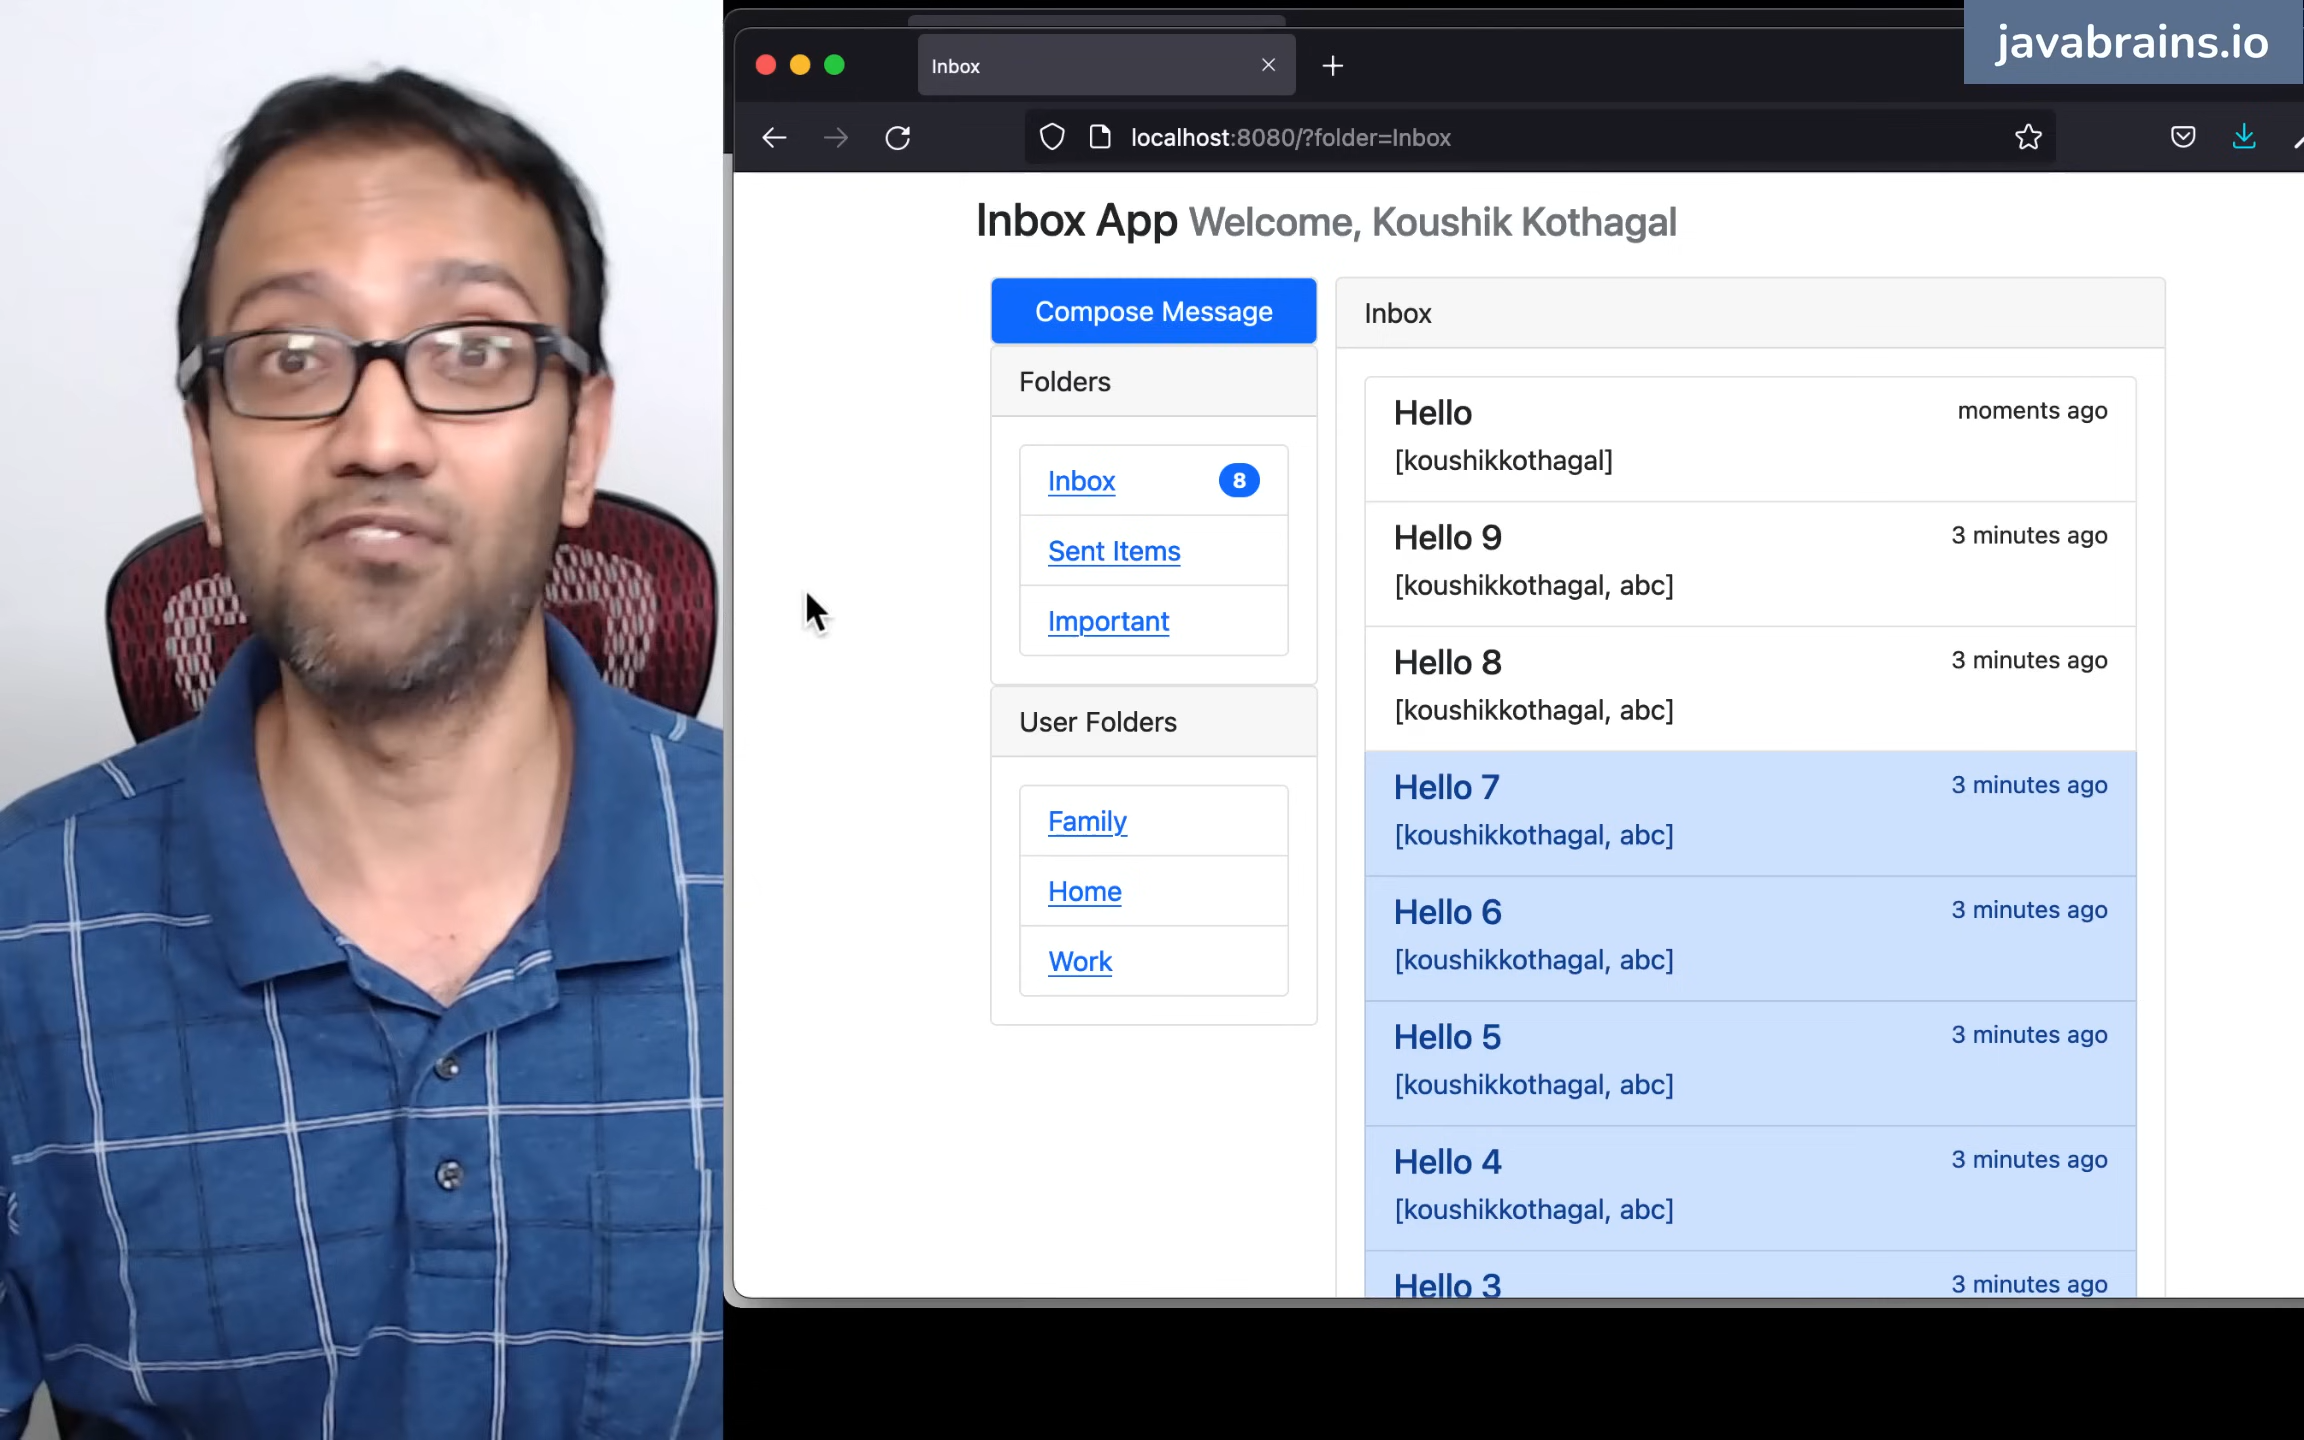 javabrains.io
Inbox
localhost:8080/?folder=Inbox
Inbox App Welcome, Koushik Kothagal
Compose Message
Folders
Inbox 8
Sent Items
Important
User Folders
Family
Home
Work
Inbox
Hello moments ago
[koushikkothagal]
Hello 9 3 minutes ago
[koushikkothagal, abc]
Hello 8 3 minutes ago
[koushikkothagal, abc]
Hello 7 3 minutes ago
[koushikkothagal, abc]
Hello 6 3 minutes ago
[koushikkothagal, abc]
Hello 5 3 minutes ago
[koushikkothagal, abc]
Hello 4 3 minutes ago
[koushikkothagal, abc]
Hello 3 3 minutes ago